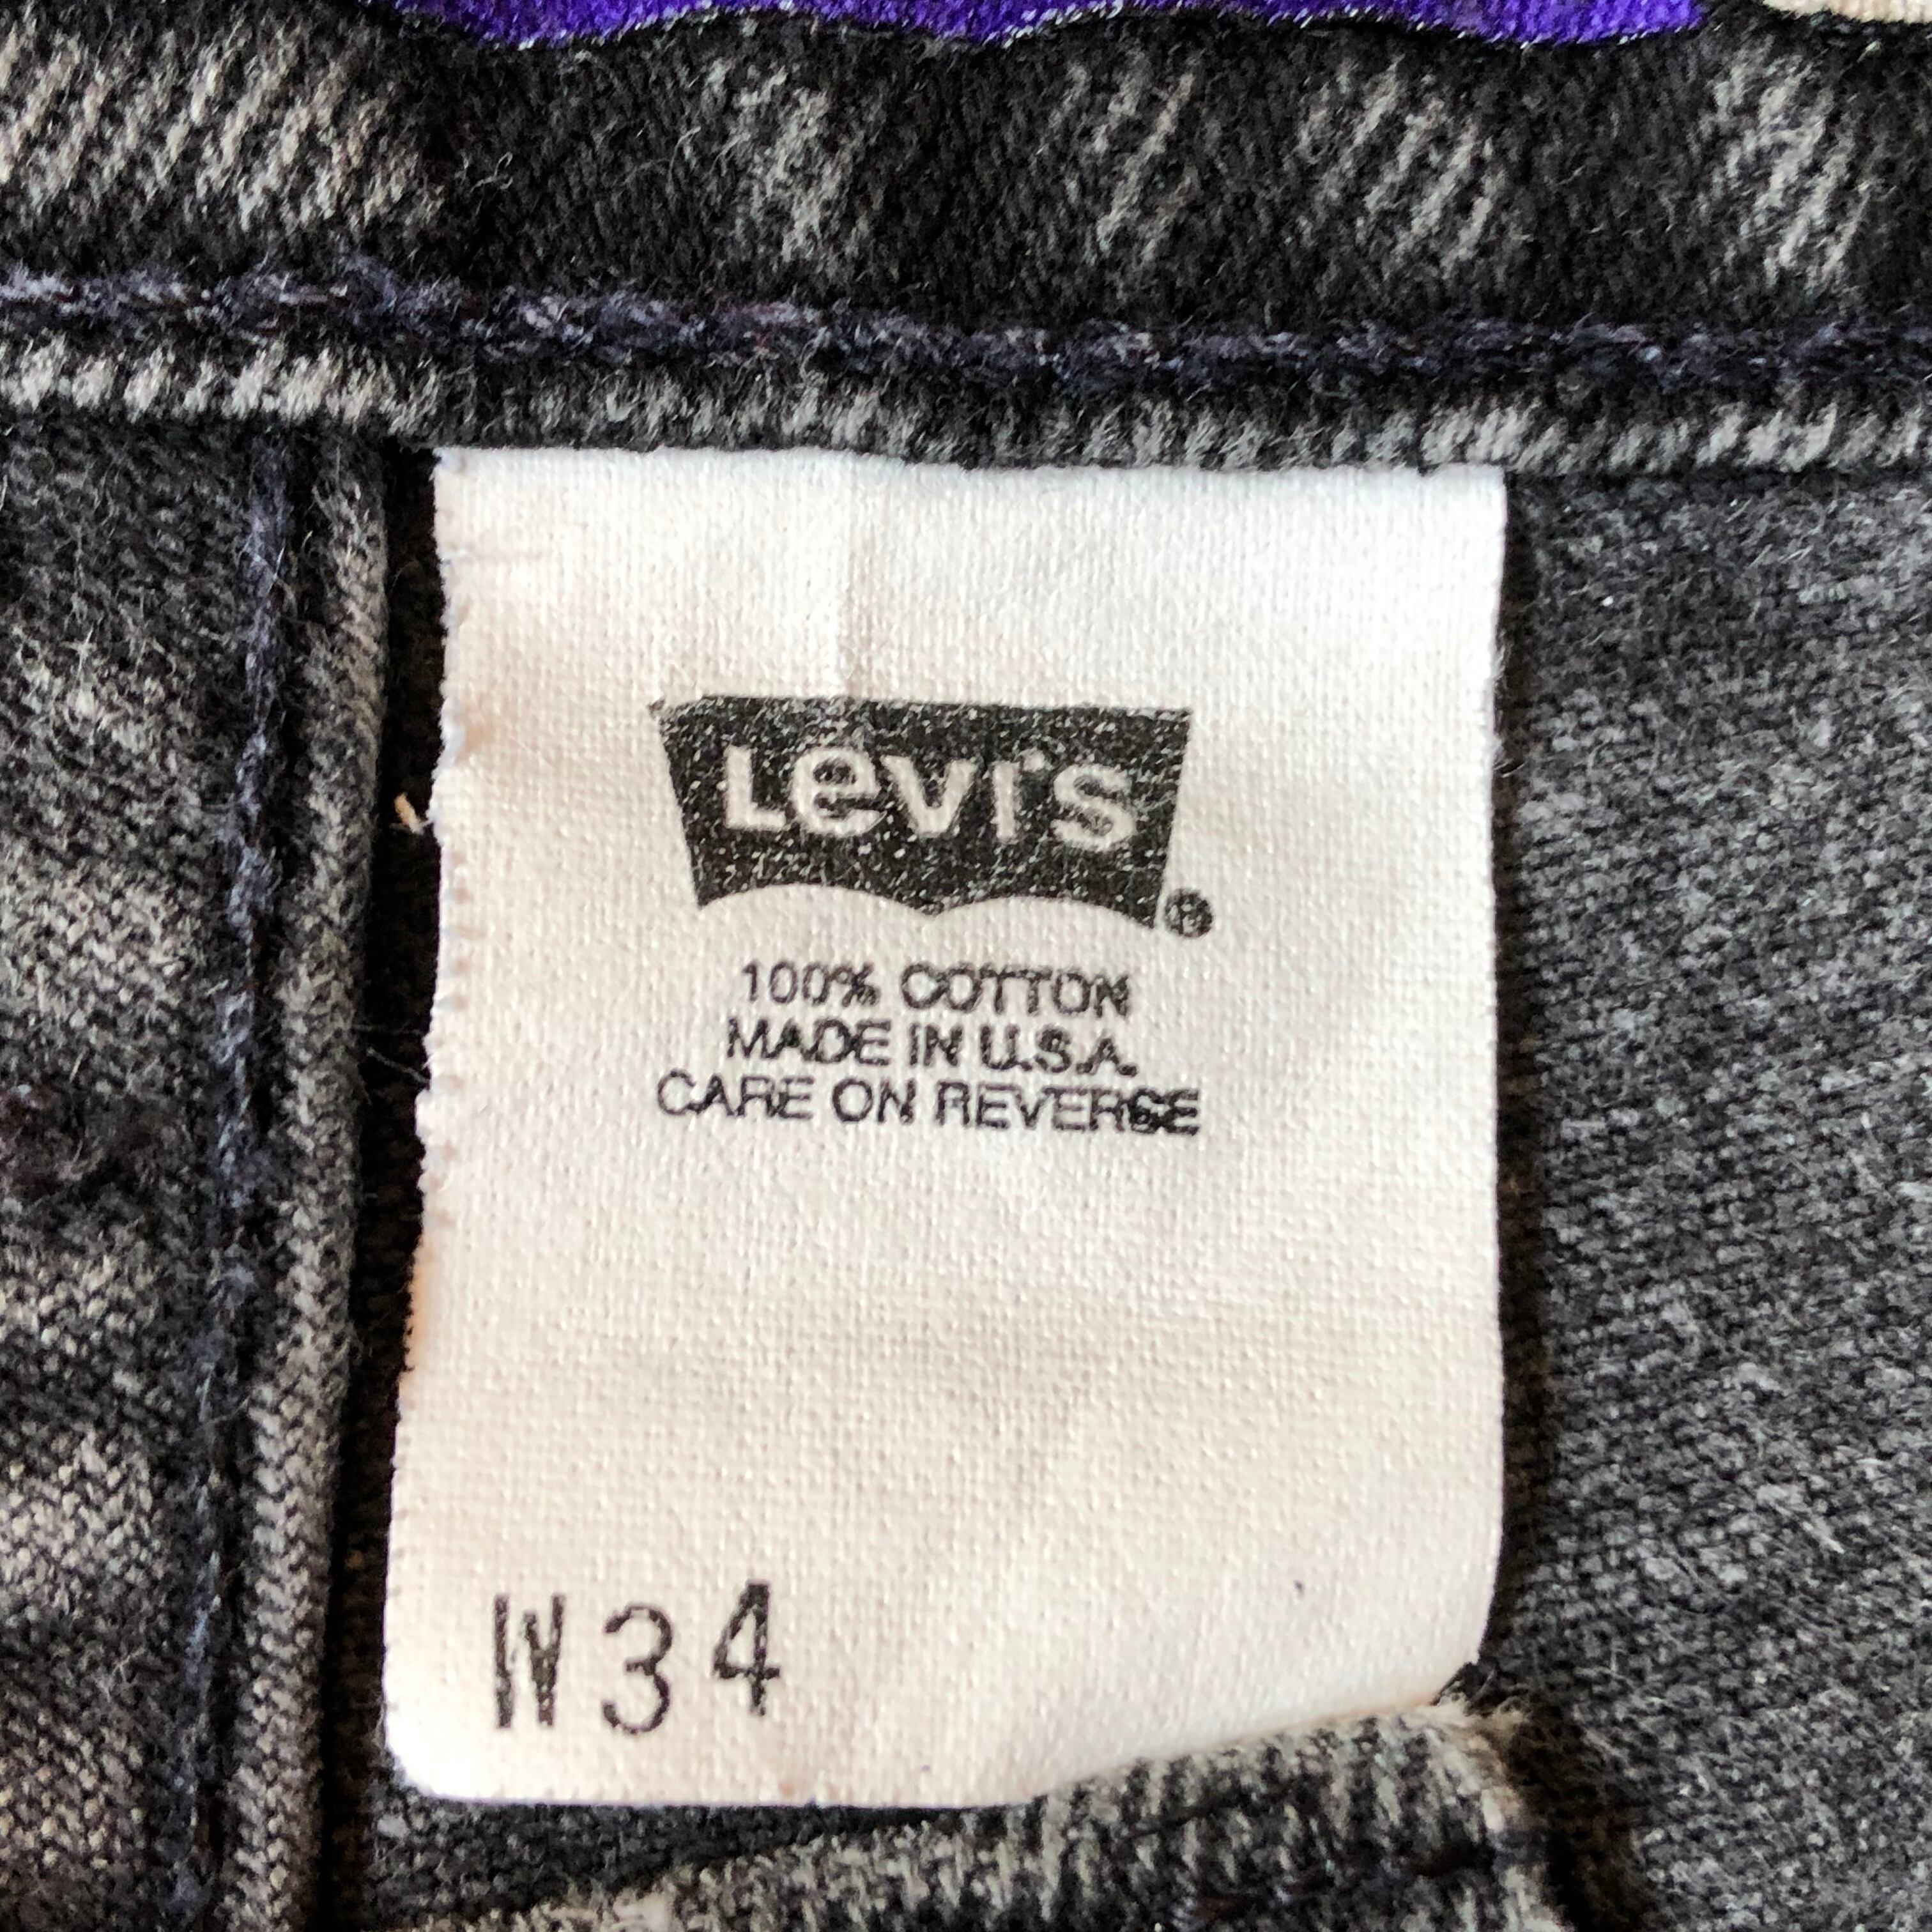 Levi's ®
100% COTTON
MADE IN U.S.A.
CARE ON REVERSE
W34